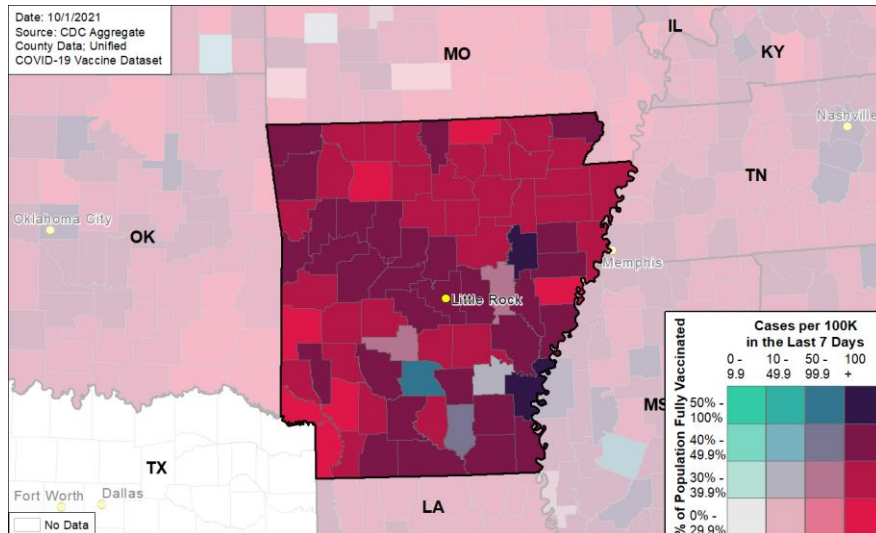 Date: 10/1/2021
Source: CDC Aggregate
County Data; Unified
COVID-19 Vaccine Dataset
MO
IL
KY
Nashville
TN
Oklahoma City
OK
Memphis
Little Rock
MS
TX
Fort Worth
Dallas
LA
No Data
Cases per 100K
in the Last 7 Days
0 -
9.9
10 -
49.9
50 -
99.9
100
+
% of Population Fully Vaccinated
50% -
100%
40% -
49.9%
30% -
39.9%
0% -
29.9%